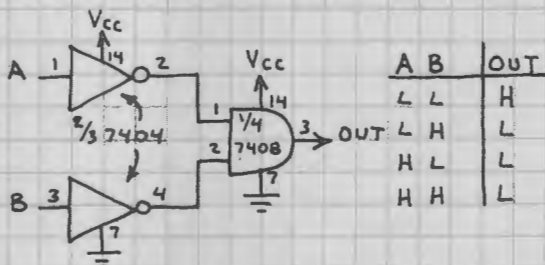 Vcc
14
A 1 2
2/3 7404
B 3 4
7
Vcc
14
1
1/4
2 7408
3 OUT
7
A B OUT
L L H
L H L
H L L
H H L